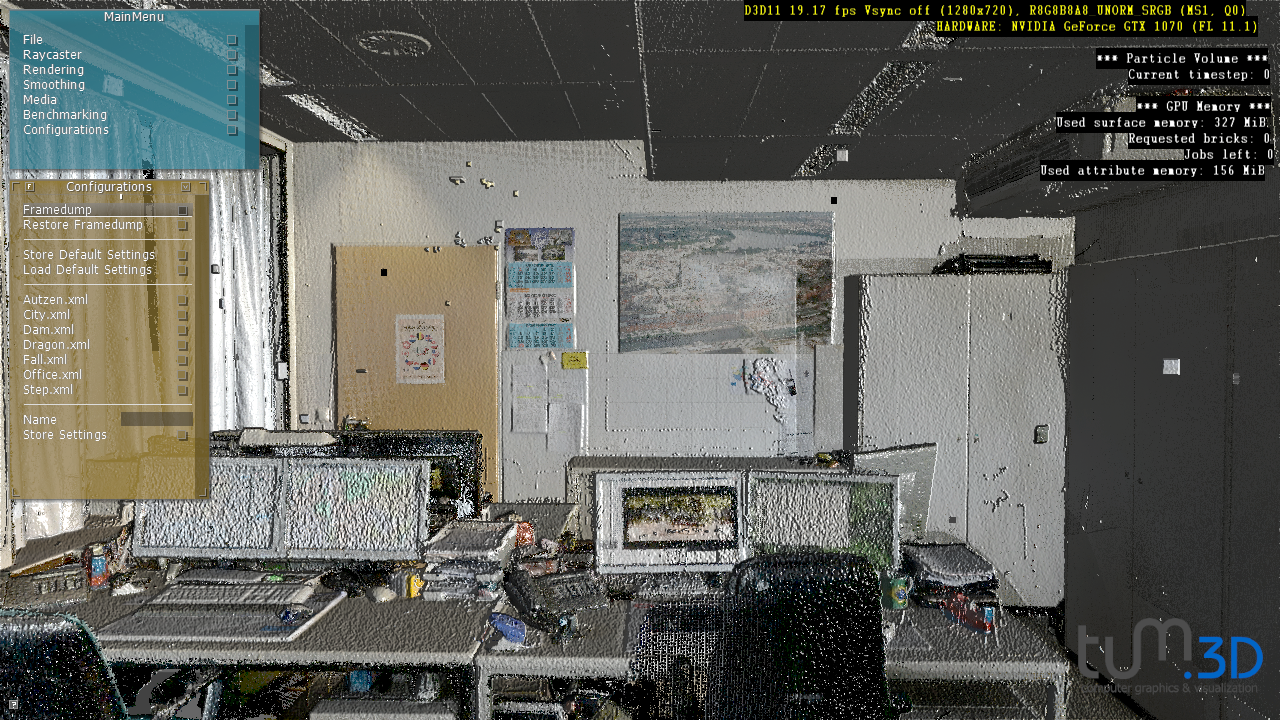 MainMenu
File
Raycaster
Rendering
Smoothing
Media
Benchmarking
Configurations
Configurations
Framedump
Restore Framedump
Store Default Settings
Load Default Settings
Autzen.xml
City.xml
Dam.xml
Dragon.xml
Fall.xml
Office.xml
Step.xml
Name
Store Settings
D3D11 19.17 fps Vsync off (1280x720), R8G8B8A8_UNORM_SRGB (MS1, Q0)
HARDWARE: NVIDIA GeForce GTX 1070 (FL 11.1)
*** Particle Volume ***
Current timestep: 0
*** GPU Memory ***
Used surface memory: 327 MiB
Requested bricks: 0
Jobs left: 0
Used attribute memory: 156 MiB
tum.3D
computer graphics & visualization